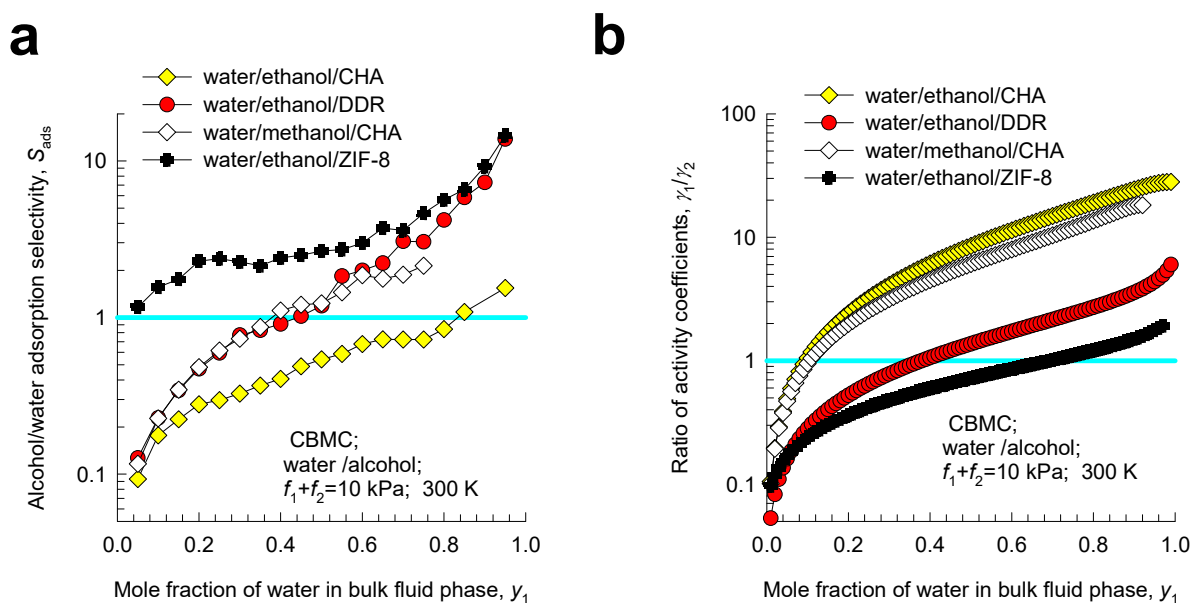 a
water/ethanol/CHA
water/ethanol/DDR
water/methanol/CHA
water/ethanol/ZIF-8
Alcohol/water adsorption selectivity, S_ads
10
1
0.1
CBMC;
water /alcohol;
f₁+f₂=10 kPa; 300 K
0.0 0.2 0.4 0.6 0.8 1.0
Mole fraction of water in bulk fluid phase, y₁
b
water/ethanol/CHA
water/ethanol/DDR
water/methanol/CHA
water/ethanol/ZIF-8
Ratio of activity coefficients, γ₁/γ₂
100
10
1
0.1
CBMC;
water /alcohol;
f₁+f₂=10 kPa; 300 K
0.0 0.2 0.4 0.6 0.8 1.0
Mole fraction of water in bulk fluid phase, y₁